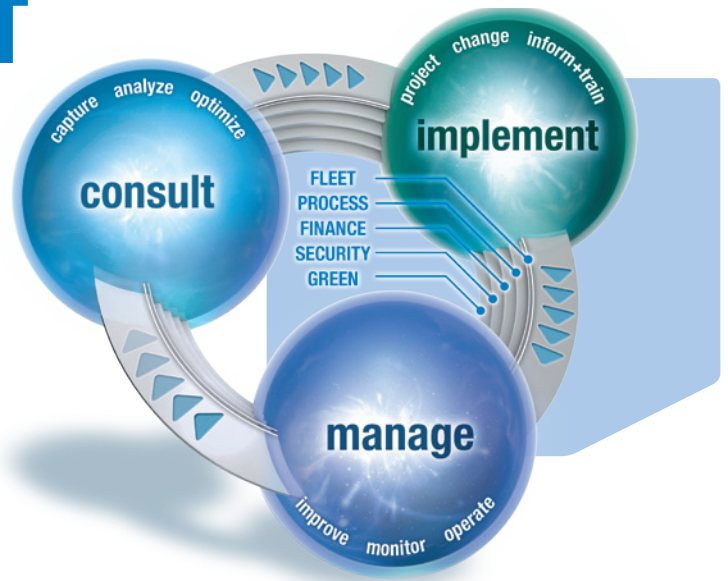 capture analyze optimize
consult
project change inform+train
implement
FLEET
PROCESS
FINANCE
SECURITY
GREEN
manage
improve monitor operate